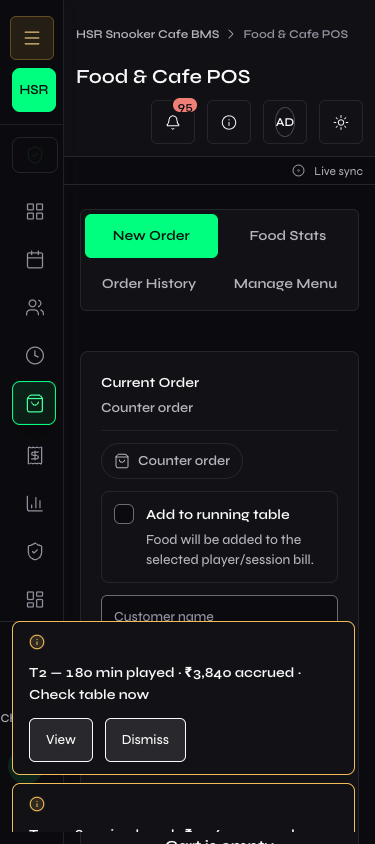 HSR Snooker Cafe BMS > Food & Cafe POS
HSR
Food & Cafe POS
95
AD
Live sync
New Order
Food Stats
Order History
Manage Menu
Current Order
Counter order
Counter order
Add to running table
Food will be added to the
selected player/session bill.
Customer name
T2 — 180 min played · ₹3,840 accrued ·
Check table now
View
Dismiss
Cart is empty